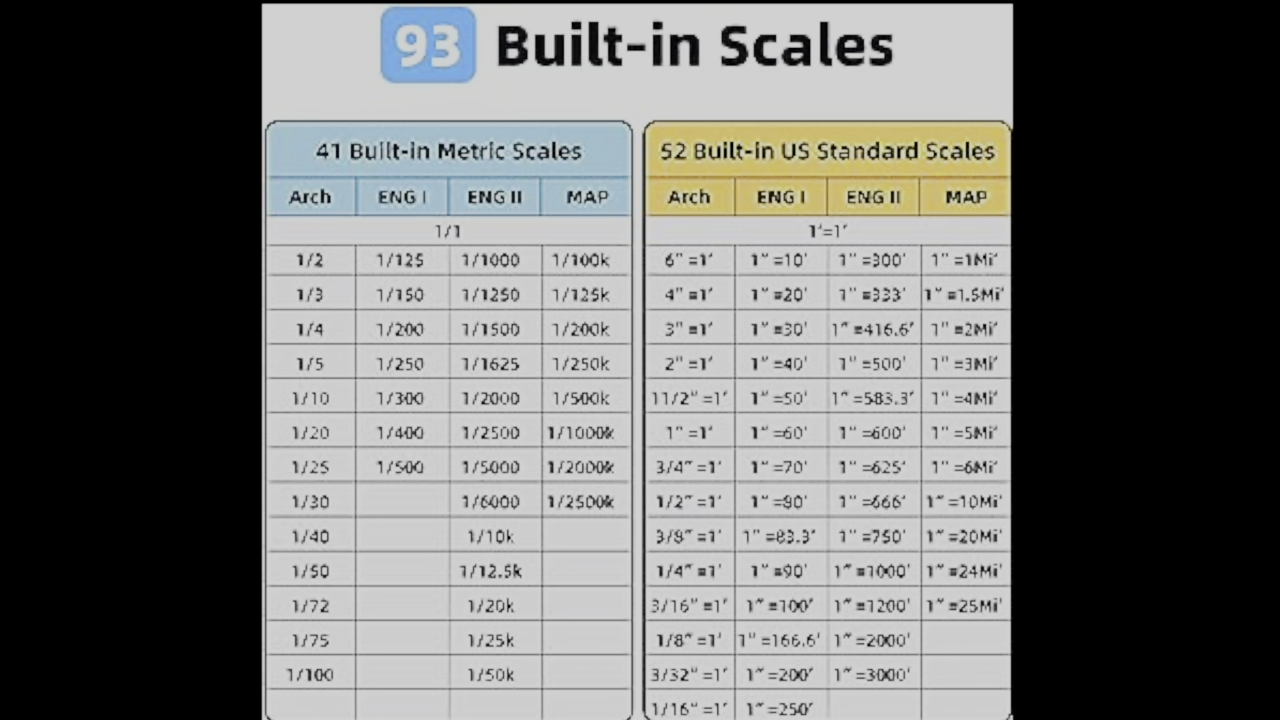 93 Built-in Scales
41 Built-in Metric Scales
Arch ENG I ENG II MAP
1/1
1/2 1/125 1/1000 1/100k
1/3 1/150 1/1250 1/125k
1/4 1/200 1/1500 1/200k
1/5 1/250 1/1625 1/250k
1/10 1/300 1/2000 1/500k
1/20 1/400 1/2500 1/1000k
1/25 1/500 1/5000 1/2000k
1/30 1/6000 1/2500k
1/40 1/10k
1/50 1/12.5k
1/72 1/20k
1/75 1/25k
1/100 1/50k
52 Built-in US Standard Scales
Arch ENG I ENG II MAP
1'=1'
6" =1' 1" =10' 1" =300' 1" =1Mi'
4" =1' 1" =20' 1" =333' 1" =1.5Mi'
3" =1' 1" =30' 1" =416.6' 1" =2Mi'
2" =1' 1" =40' 1" =500' 1" =3Mi'
11/2" =1' 1" =50' 1" =583.3' 1" =4Mi'
1" =1' 1" =60' 1" =600' 1" =5Mi'
3/4" =1' 1" =70' 1" =625' 1" =6Mi'
1/2" =1' 1" =80' 1" =666' 1" =10Mi'
3/8" =1' 1" =83.3' 1" =750' 1" =20Mi'
1/4" =1' 1" =90' 1" =1000' 1" =24Mi'
3/16" =1' 1" =100' 1" =1200' 1" =25Mi'
1/8" =1' 1" =166.6' 1" =2000'
3/32" =1' 1" =200' 1" =3000'
1/16" =1' 1" =250'